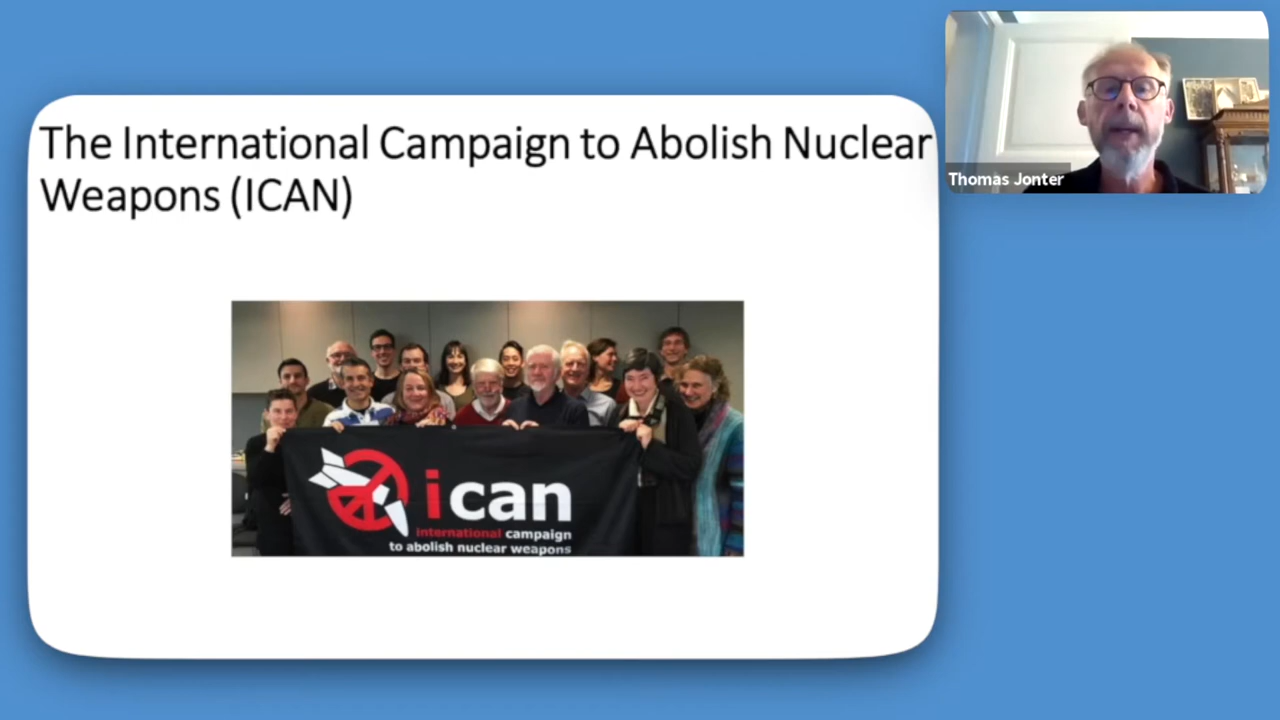 The International Campaign to Abolish Nuclear
Weapons (ICAN)
Thomas Jonter
ican
international campaign
to abolish nuclear weapons